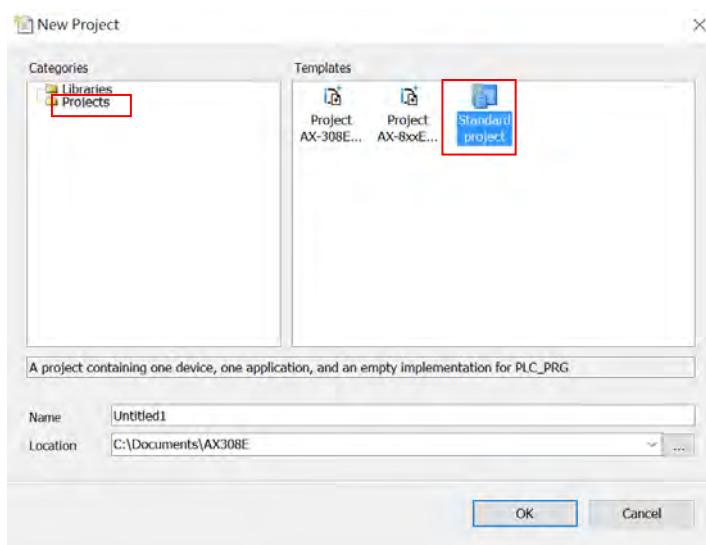 New Project
Categories
Templates
Libraries
Projects
Project
AX-308E...
Project
AX-8xxE...
Standard
project
A project containing one device, one application, and an empty implementation for PLC_PRG
Name
Untitled1
Location
C:\Documents\AX308E
...
OK
Cancel